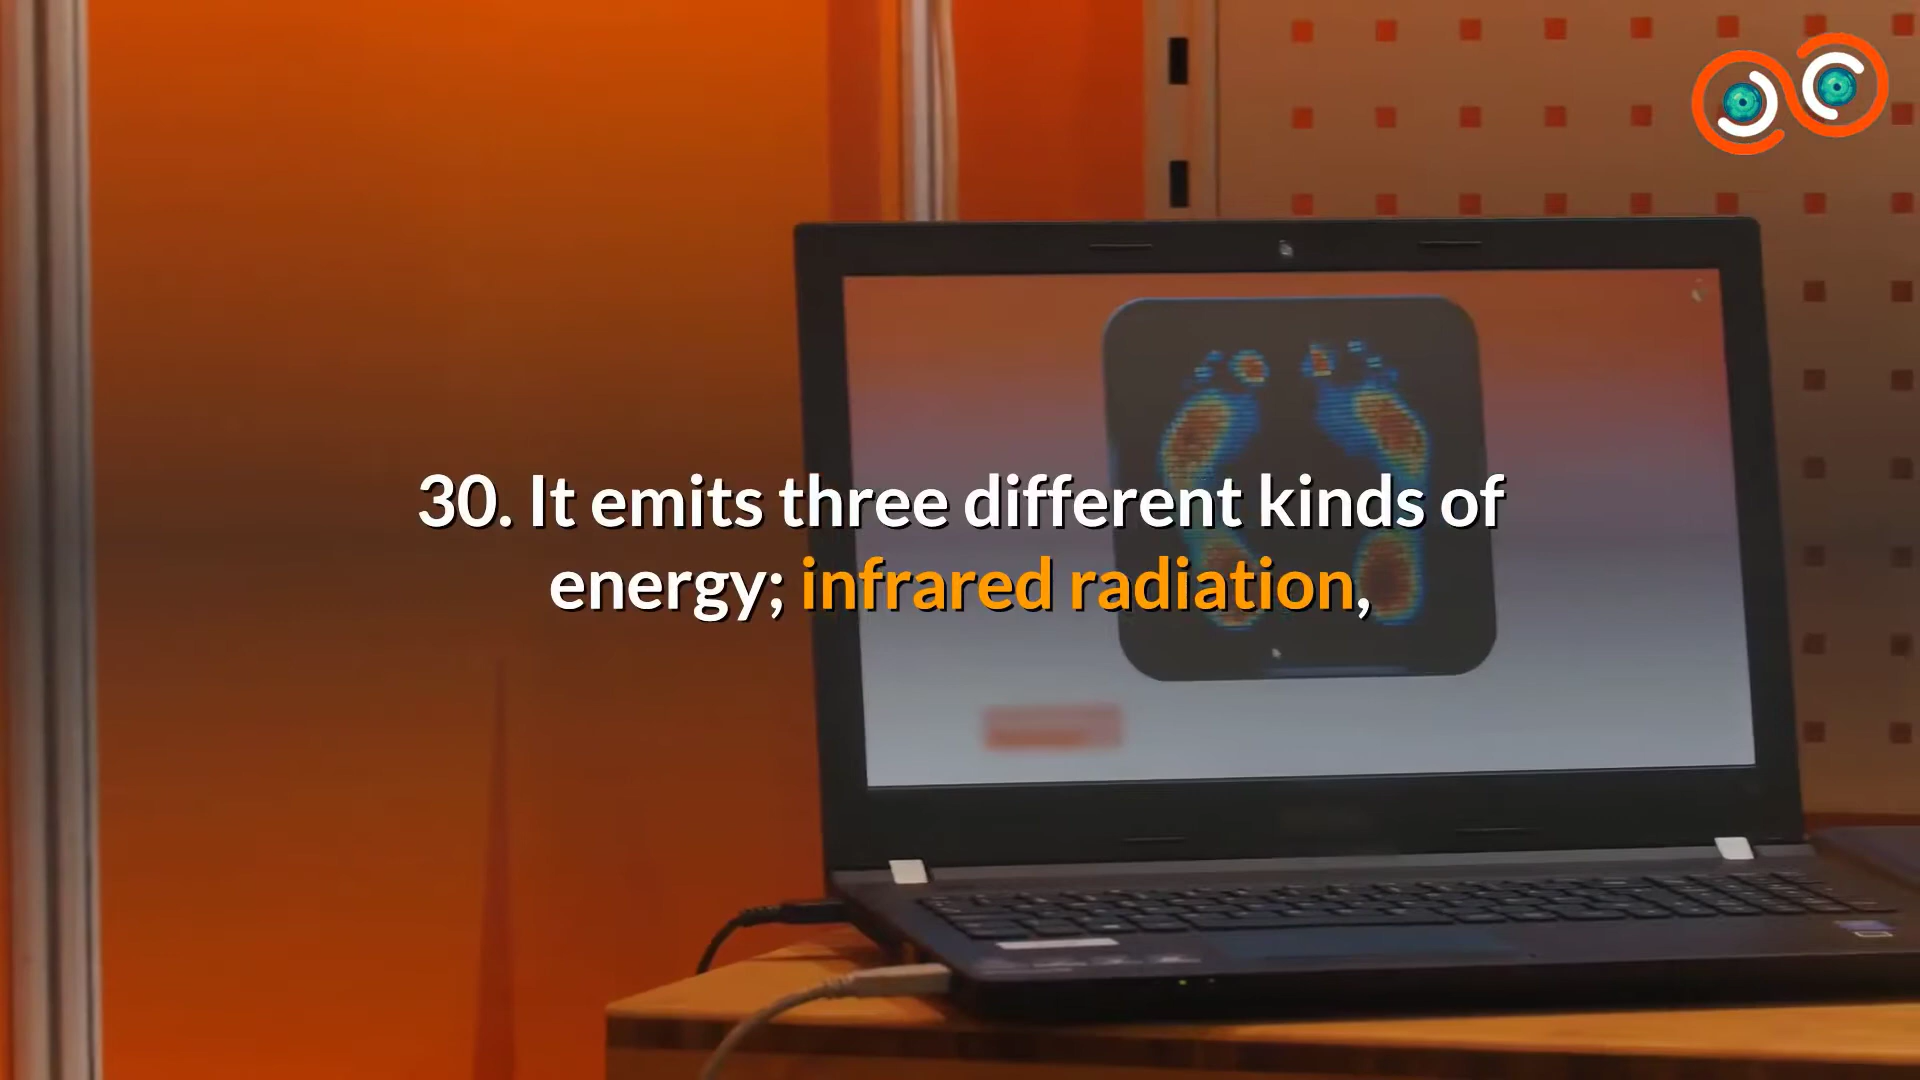 30. It emits three different kinds of
energy; infrared radiation,